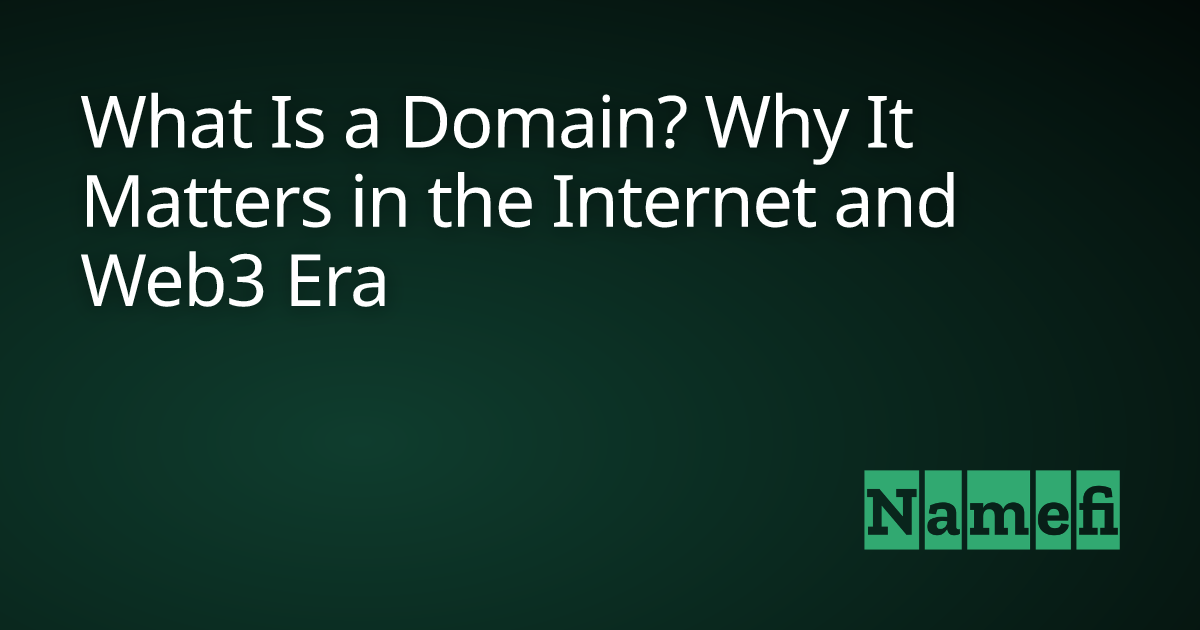 What Is a Domain? Why It
Matters in the Internet and
Web3 Era
Namefi